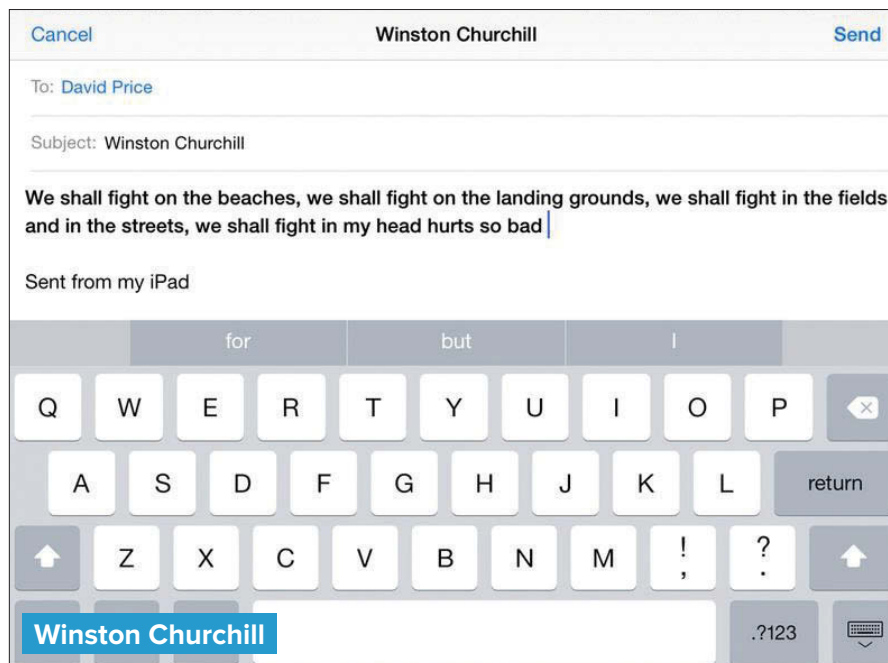 Cancel Winston Churchill Send
To: David Price
Subject: Winston Churchill
We shall fight on the beaches, we shall fight on the landing grounds, we shall fight in the fields
and in the streets, we shall fight in my head hurts so bad
Sent from my iPad
for but I
Q W E R T Y U I O P
A S D F G H J K L return
Z X C V B N M ! , ? .
Winston Churchill .?123